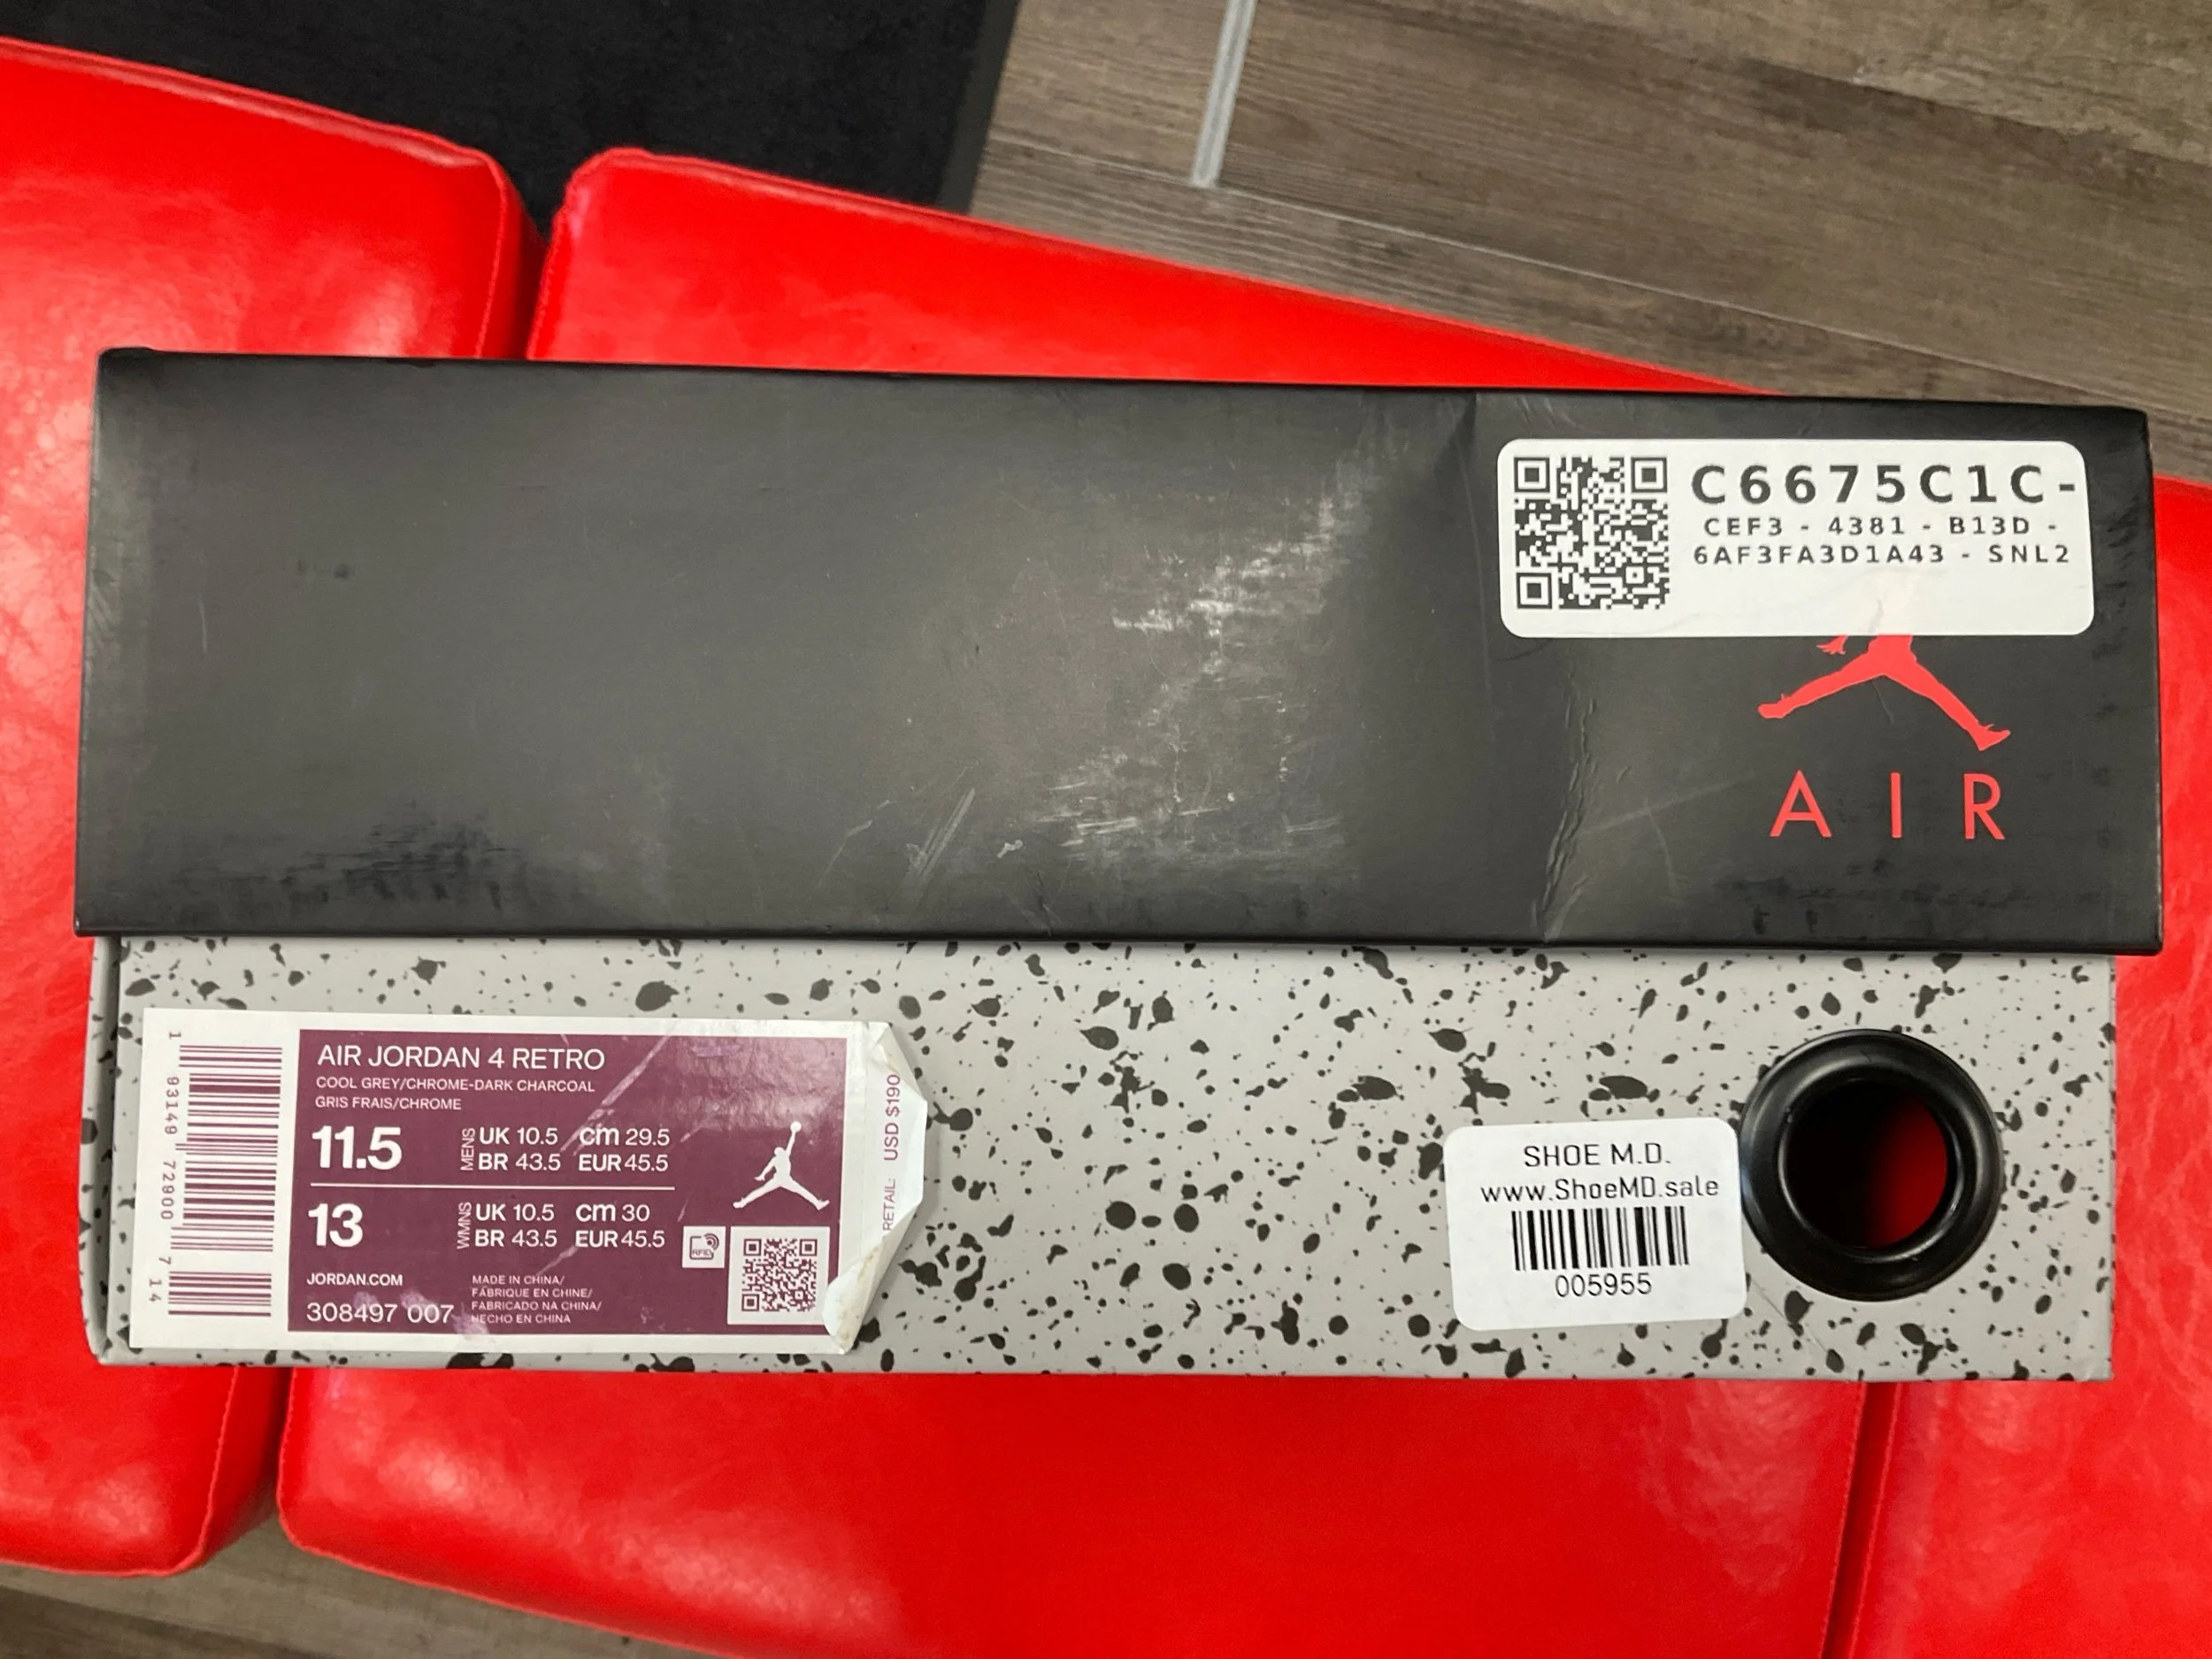 C6675C1C-
CEF3 - 4381 - B13D -
6AF3FA3D1A43 - SNL2
AIR
AIR JORDAN 4 RETRO
COOL GREY/CHROME-DARK CHARCOAL
GRIS FRAIS/CHROME
11.5 MENS UK 10.5 cm 29.5
BR 43.5 EUR 45.5
13 WMNS UK 10.5 cm 30
BR 43.5 EUR 45.5
RFID
JORDAN.COM
308497 007
MADE IN CHINA/
FABRIQUE EN CHINE/
FABRICADO NA CHINA/
HECHO EN CHINA
1 93149 72900 7 14
RETAIL: USD $190
SHOE M.D.
www.ShoeMD.sale
005955